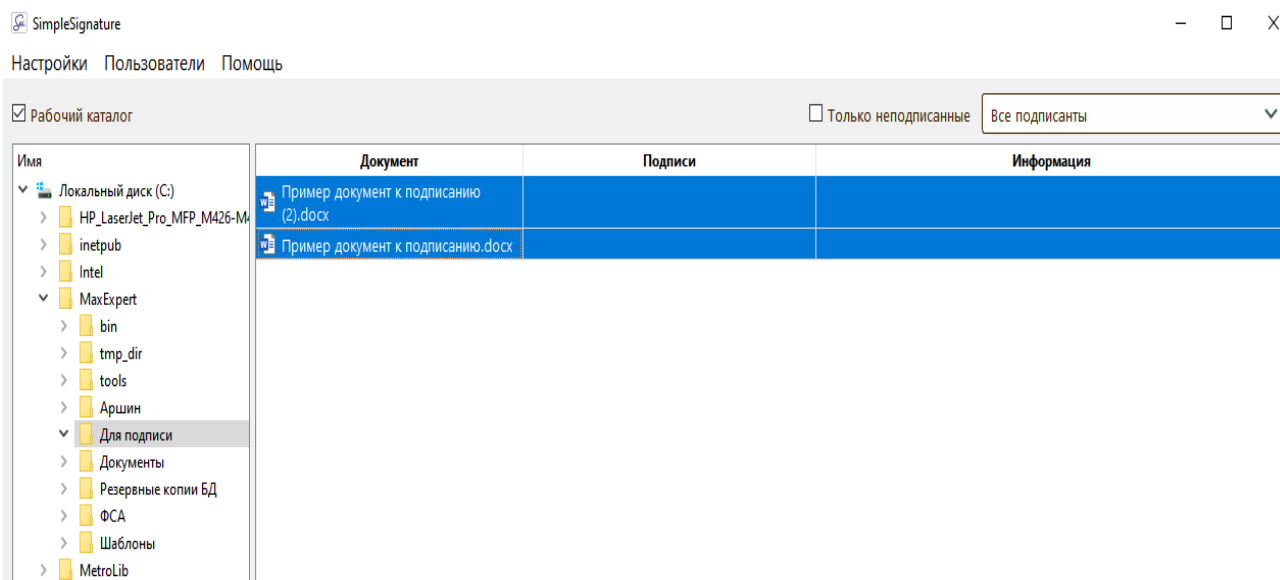 SimpleSignature
Настройки Пользователи Помощь
Рабочий каталог
Только неподписанные
Все подписанты
Имя
Документ Подписи Информация
Локальный диск (C:)
HP_LaserJet_Pro_MFP_M426-M4
inetpub
Intel
MaxExpert
bin
tmp_dir
tools
Аршин
Для подписи
Документы
Резервные копии БД
ФСА
Шаблоны
MetroLib
Пример документ к подписанию
(2).docx
Пример документ к подписанию.docx